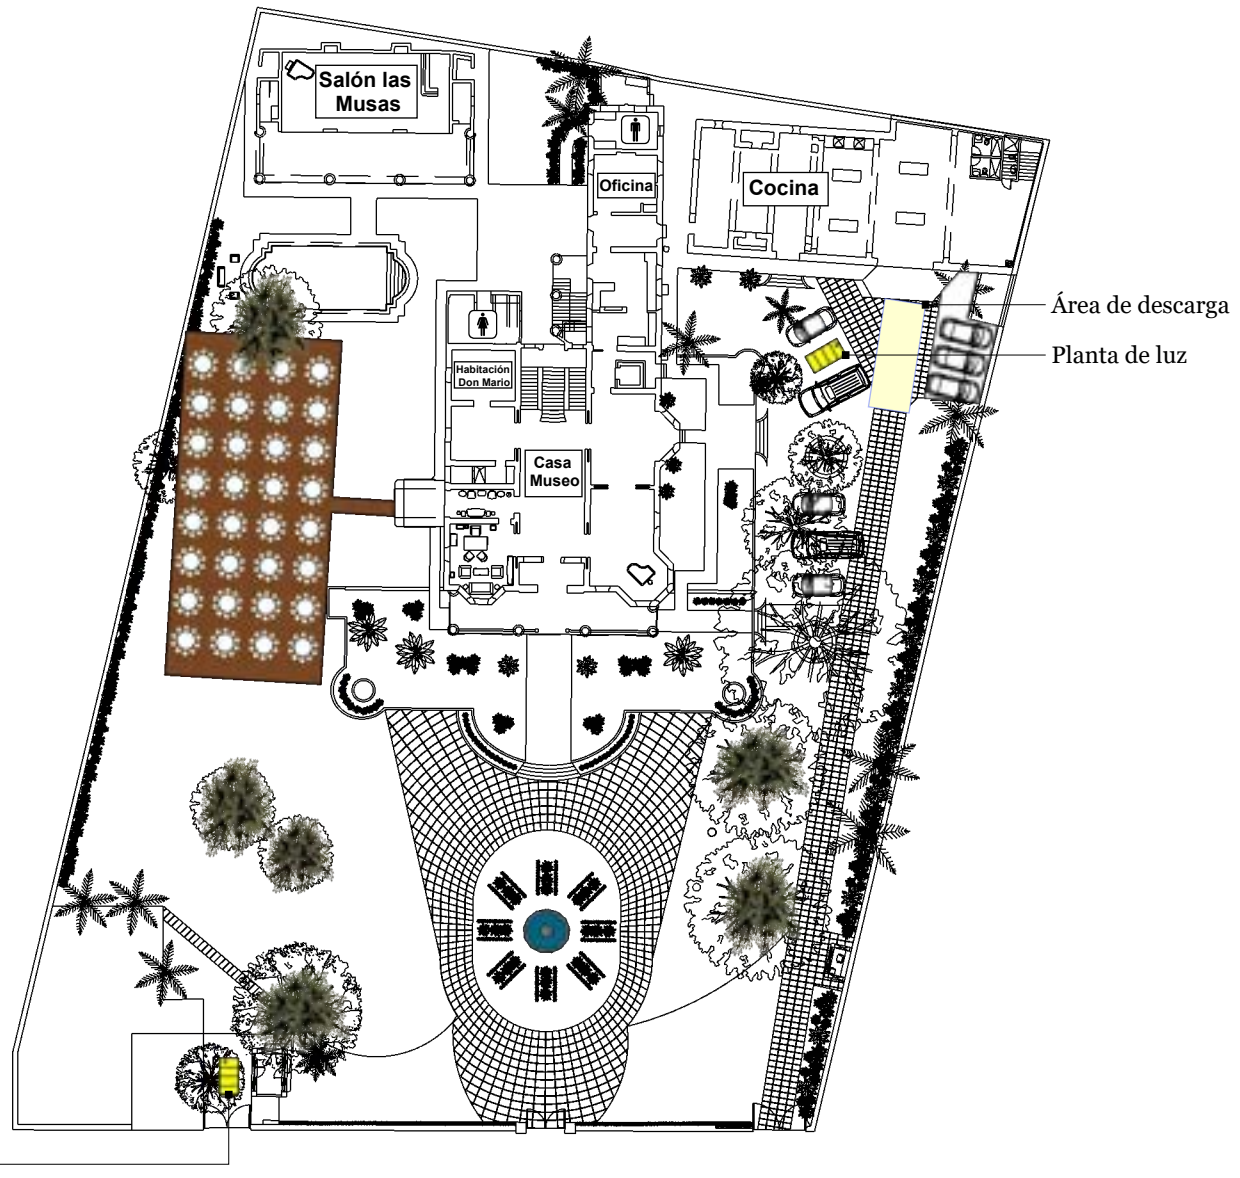 Salón las
Musas
Oficina
Cocina
Área de descarga
Planta de luz
Habitación
Don Mario
Casa
Museo